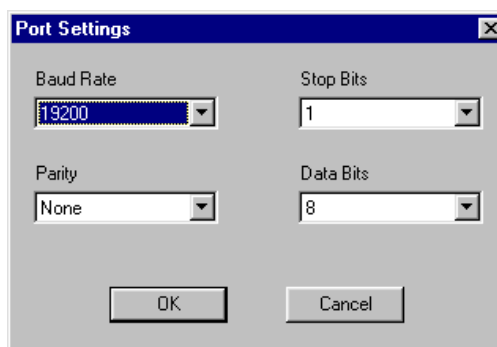 Port Settings
Baud Rate
Stop Bits
19200
1
Parity
Data Bits
None
8
OK
Cancel